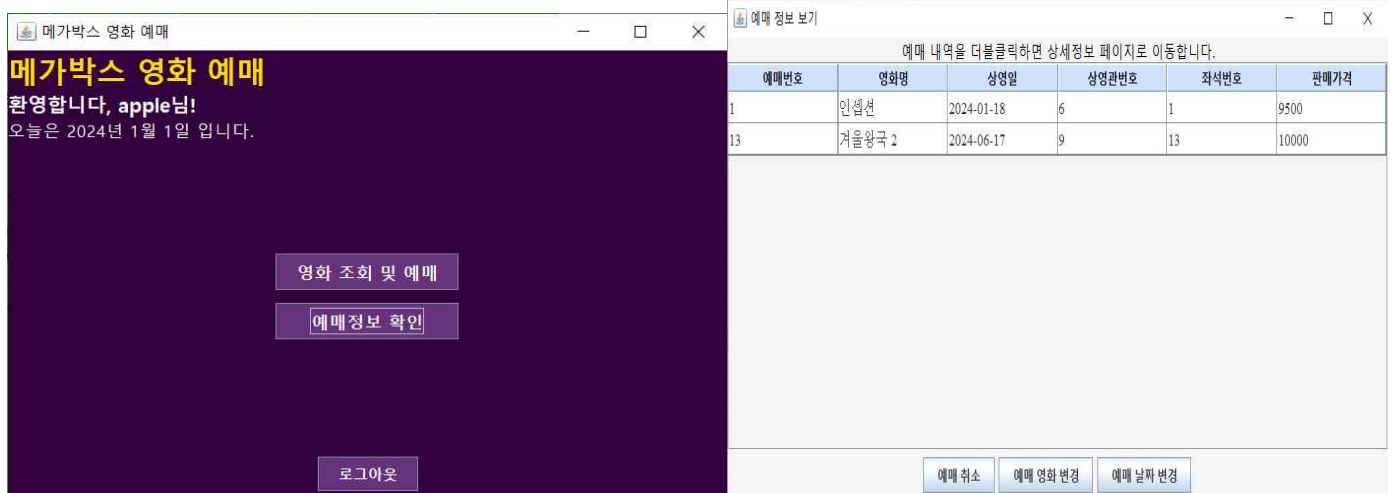 메가박스 영화 예매
메가박스 영화 예매
환영합니다, apple님!
오늘은 2024년 1월 1일 입니다.
영화 조회 및 예매
예매정보 확인
로그아웃
예매 정보 보기
예매 내역을 더블클릭하면 상세정보 페이지로 이동합니다.
예매번호 영화명 상영일 상영관번호 좌석번호 판매가격
1 인셉션 2024-01-18 6 1 9500
13 겨울왕국 2 2024-06-17 9 13 10000
예매 취소 예매 영화 변경 예매 날짜 변경